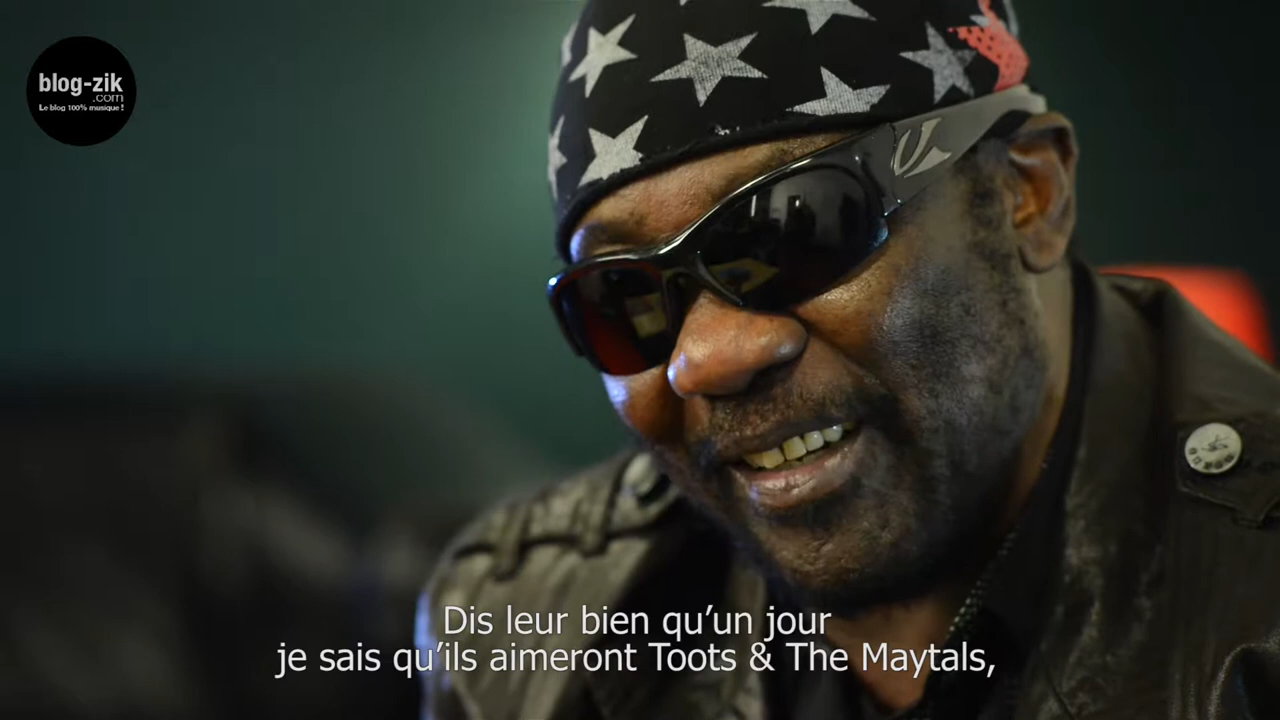 blog-zik
.com
Le blog 100% musique !
Dis leur bien qu'un jour
je sais qu'ils aimeront Toots & The Maytals,